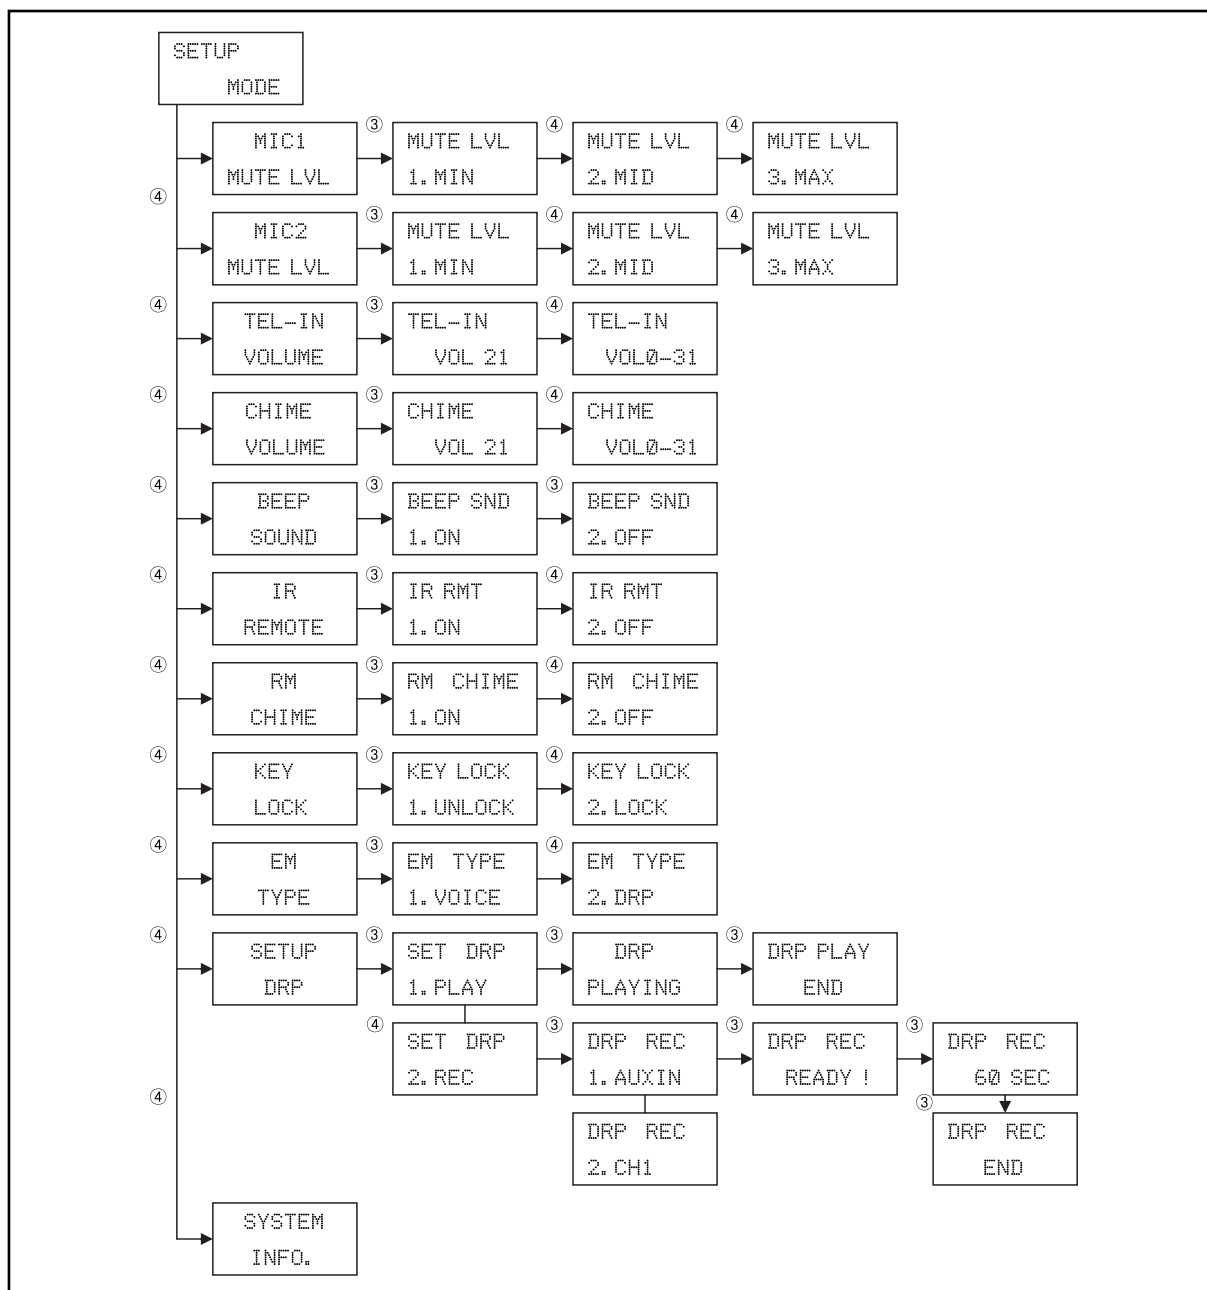 SETUP
MODE
③ ④ ④
MIC1 MUTE LVL MUTE LVL MUTE LVL
MUTE LVL 1. MIN 2. MID 3. MAX
④ ③ ④ ④
MIC2 MUTE LVL MUTE LVL MUTE LVL
MUTE LVL 1. MIN 2. MID 3. MAX
④ ③ ④
TEL-IN TEL-IN TEL-IN
VOLUME VOL 21 VOL0-31
④ ③ ④
CHIME CHIME CHIME
VOLUME VOL 21 VOL0-31
④ ③ ③
BEEP BEEP SND BEEP SND
SOUND 1. ON 2. OFF
④ ③ ④
IR IR RMT IR RMT
REMOTE 1. ON 2. OFF
④ ③ ④
RM RM CHIME RM CHIME
CHIME 1. ON 2. OFF
④ ③ ④
KEY KEY LOCK KEY LOCK
LOCK 1. UNLOCK 2. LOCK
④ ③ ④
EM EM TYPE EM TYPE
TYPE 1. VOICE 2. DRP
④ ③ ③ ③
SETUP SET DRP DRP DRP PLAY
DRP 1. PLAY PLAYING END
④ ③ ③ ③
SET DRP DRP REC DRP REC DRP REC
2. REC 1. AUXIN READY ! 60 SEC
④ ③
DRP REC DRP REC
2. CH1 END
SYSTEM
INFO.